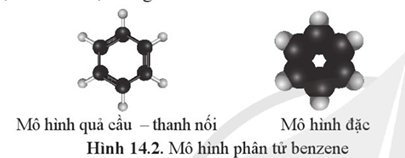 Mô hình quả cầu – thanh nối Mô hình đặc
Hình 14.2. Mô hình phân tử benzene